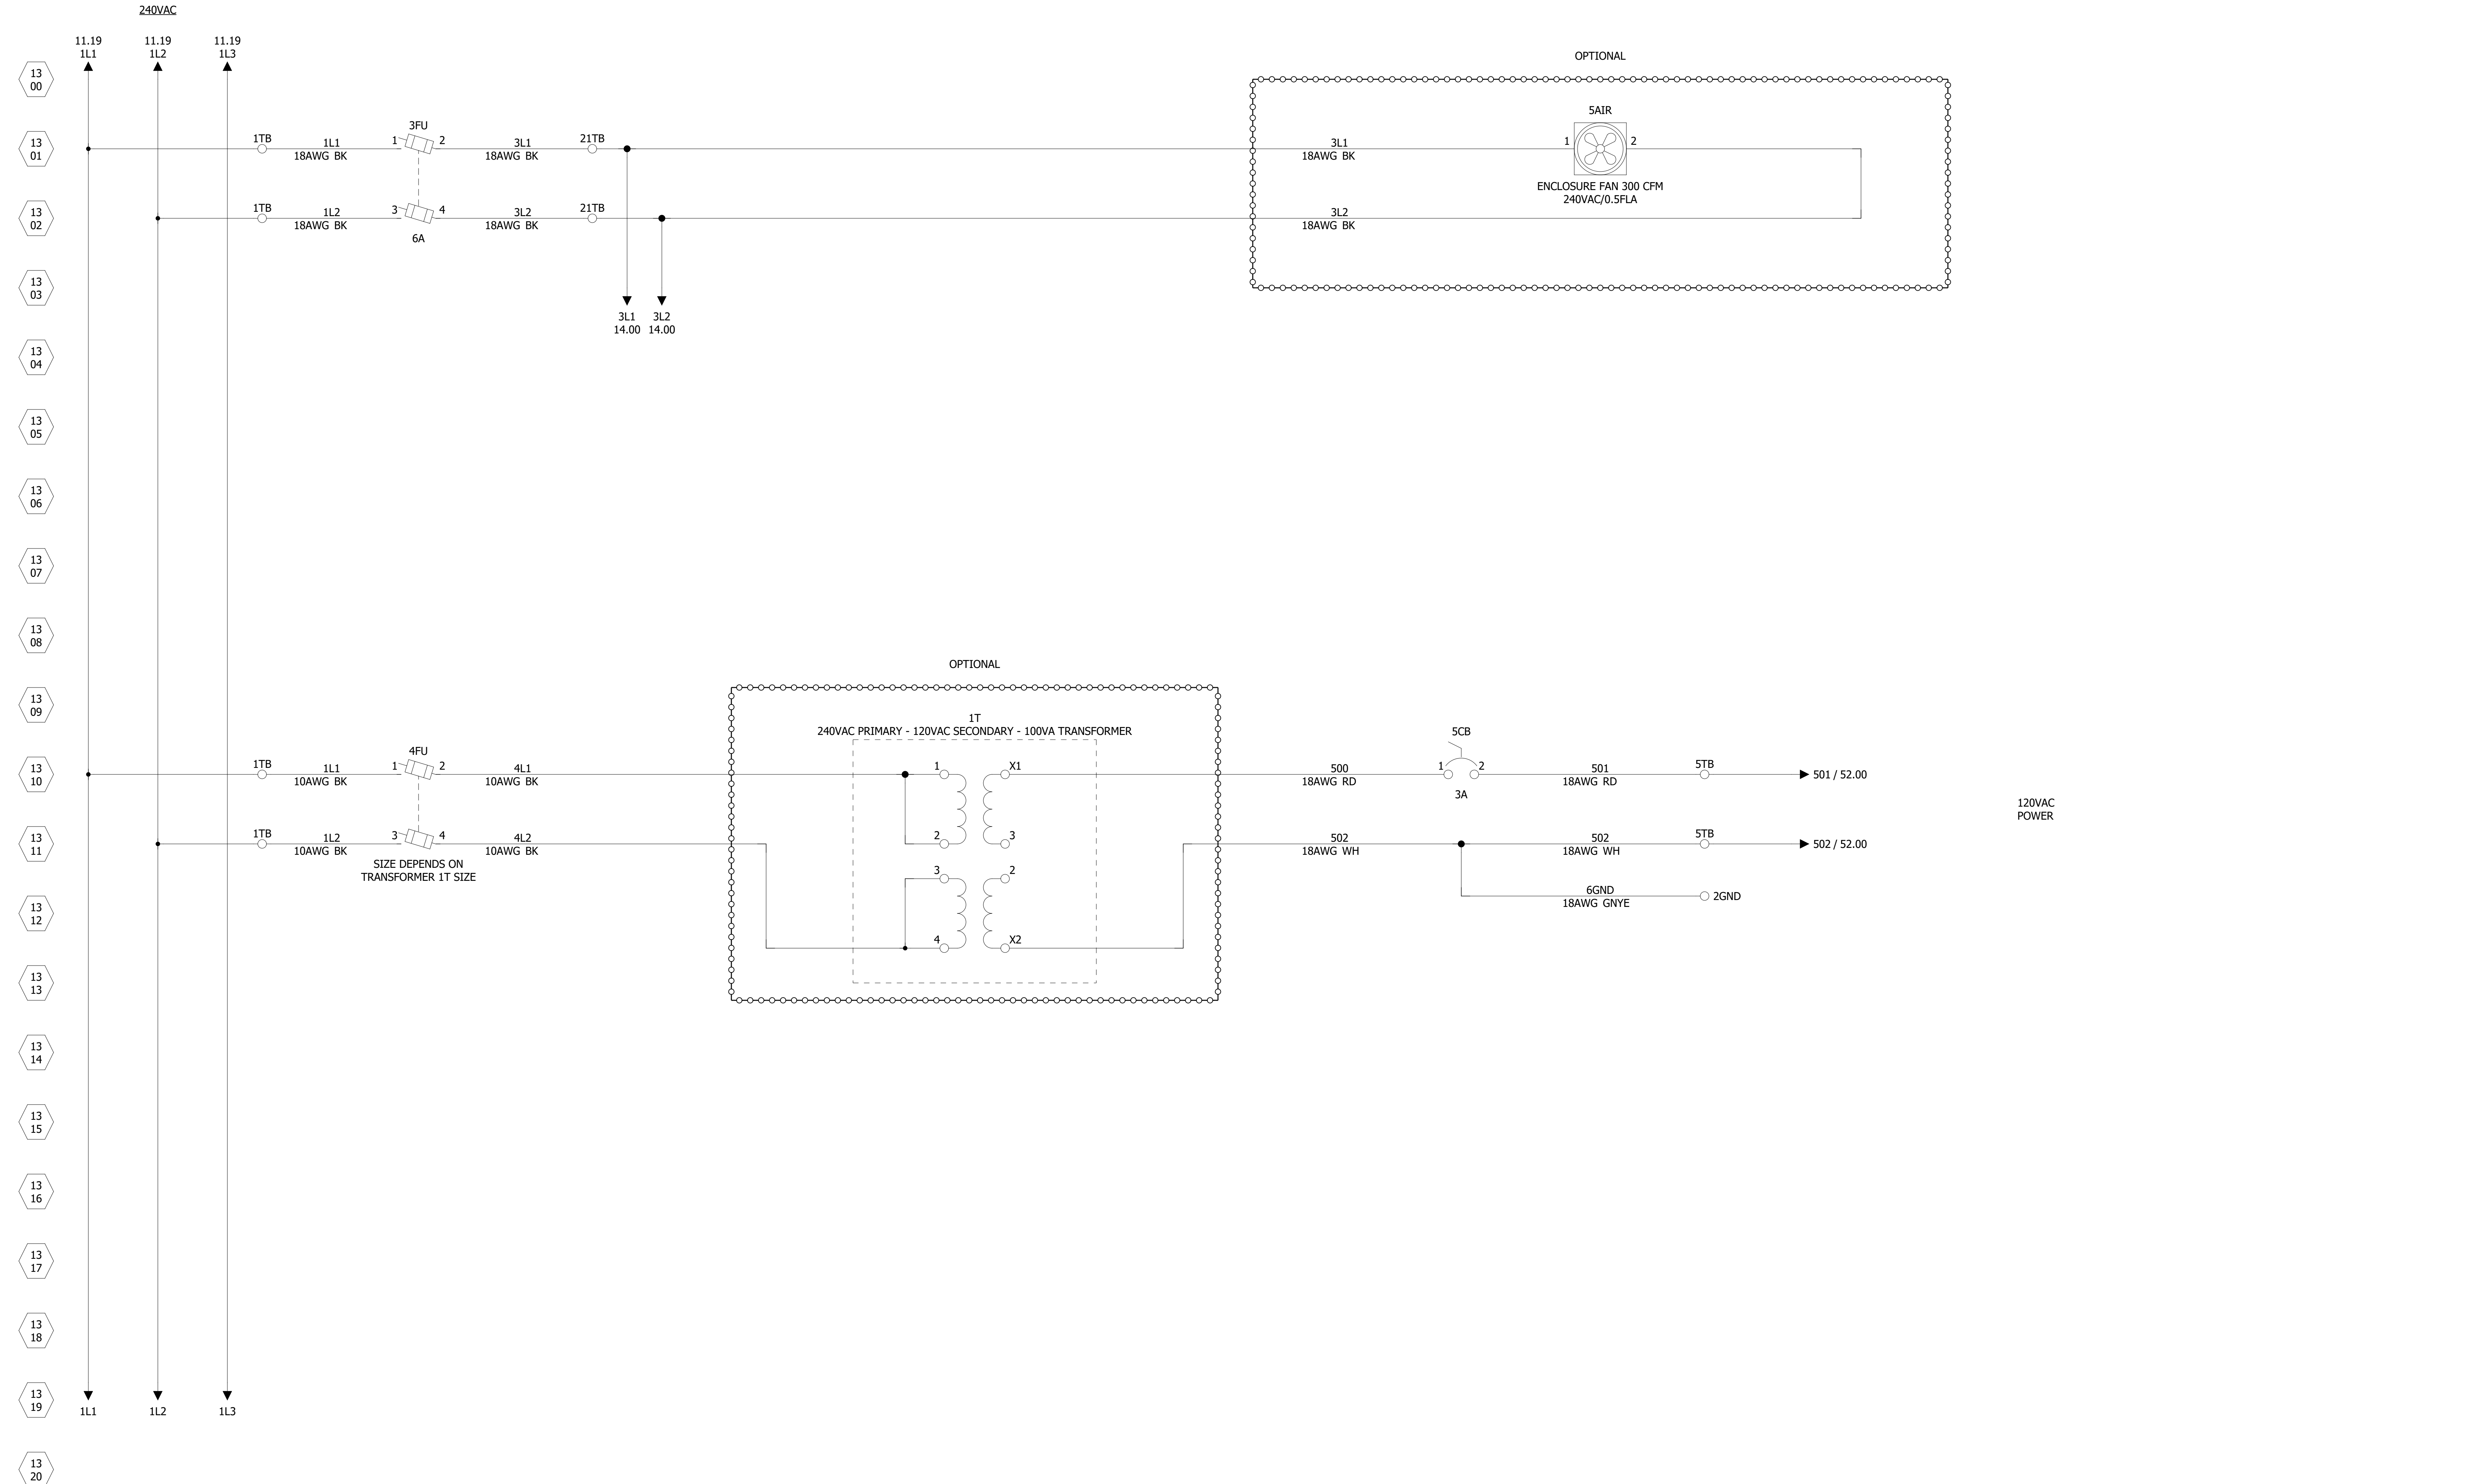 240VAC
11.19 11.19 11.19
1L1 1L2 1L3
OPTIONAL
13
00
5AIR
3FU
13
01
1TB 1L1 1 2 3L1 21TB 3L1 1 2
18AWG BK 18AWG BK 18AWG BK
ENCLOSURE FAN 300 CFM
240VAC/0.5FLA
13
02
1TB 1L2 3 4 3L2 21TB 3L2
18AWG BK 18AWG BK 18AWG BK
6A
13
03
3L1 3L2
14.00 14.00
13
04
13
05
13
06
13
07
13
08
OPTIONAL
13
09
1T
240VAC PRIMARY - 120VAC SECONDARY - 100VA TRANSFORMER
5CB
4FU
13
10
1TB 1L1 1 2 4L1 1 X1 500 1 2 501 5TB 501 / 52.00
10AWG BK 10AWG BK 18AWG RD 18AWG RD
3A
120VAC
POWER
13
11
1TB 1L2 3 4 4L2 2 3 502 502 5TB 502 / 52.00
10AWG BK 10AWG BK 18AWG WH 18AWG WH
SIZE DEPENDS ON
TRANSFORMER 1T SIZE
3 2
6GND
18AWG GNYE
2GND
13
12
4 X2
13
13
13
14
13
15
13
16
13
17
13
18
13
19
1L1 1L2 1L3
13
20